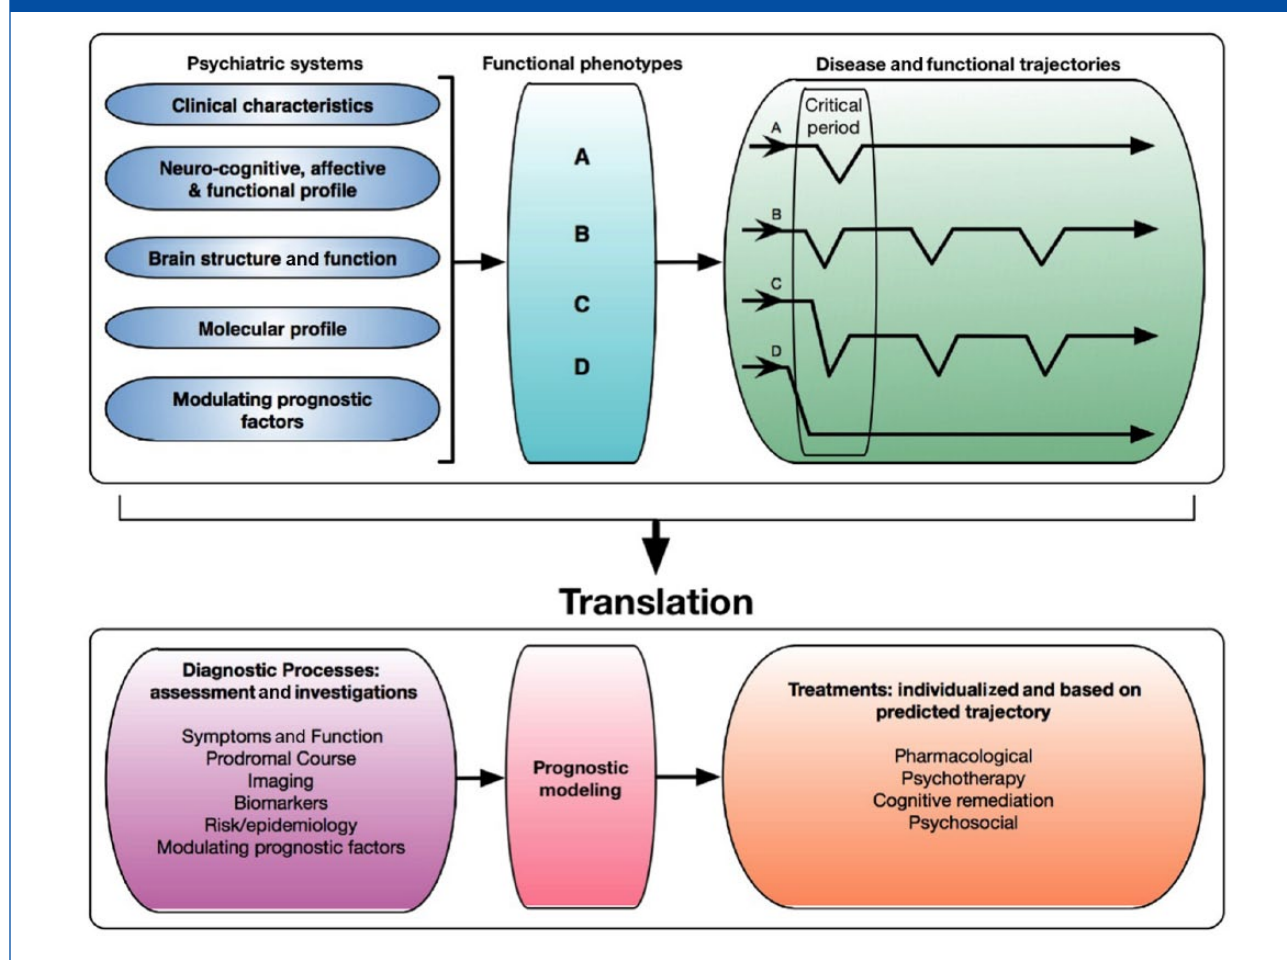 Psychiatric systems
Clinical characteristics
Neuro-cognitive, affective
& functional profile
Brain structure and function
Molecular profile
Modulating prognostic
factors
Functional phenotypes
A
B
C
D
Disease and functional trajectories
Critical
period
A
B
C
D
Translation
Diagnostic Processes:
assessment and investigations
Symptoms and Function
Prodromal Course
Imaging
Biomarkers
Risk/epidemiology
Modulating prognostic factors
Prognostic
modeling
Treatments: individualized and based on
predicted trajectory
Pharmacological
Psychotherapy
Cognitive remediation
Psychosocial